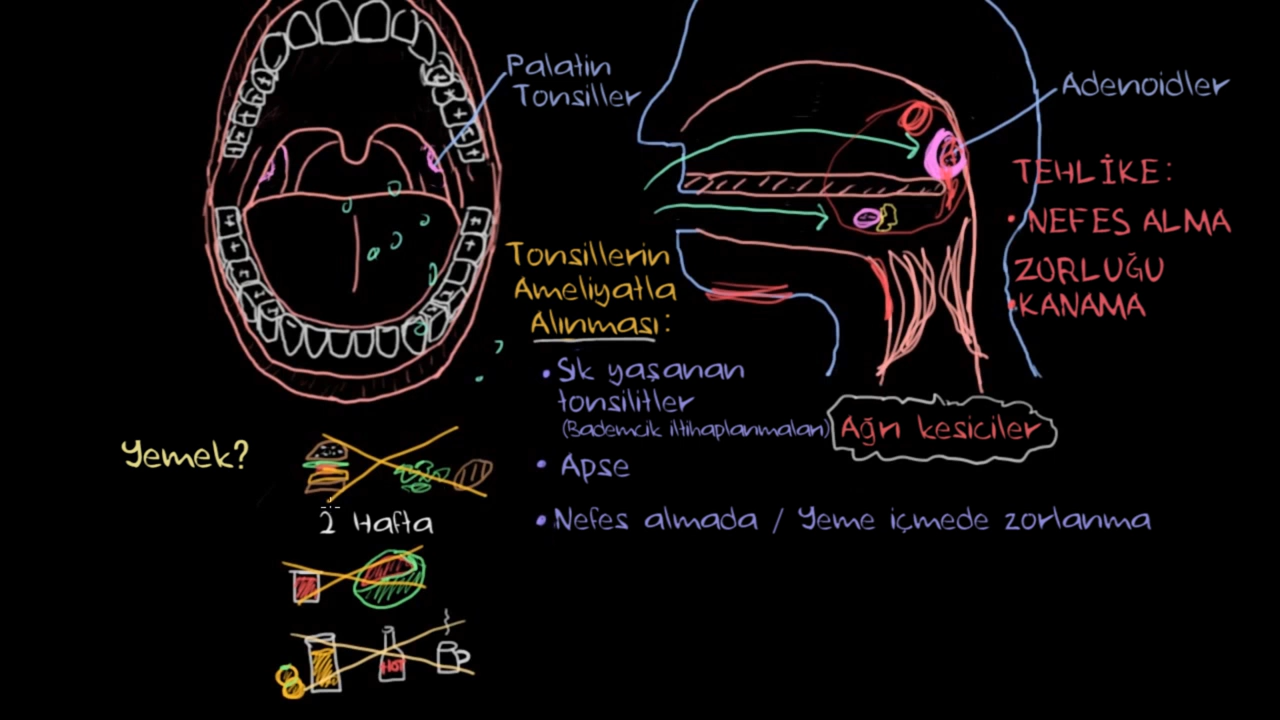 Palatin
Tonsiller
Adenoidler
TEHLİKE:
• NEFES ALMA
ZORLUĞU
• KANAMA
Tonsillerin
Ameliyatla
Alınması:
• Sık yaşanan
tonsilitler
(Bademcik iltihaplanmaları)
• Apse
• Nefes almada / Yeme içmede zorlanma
Ağrı kesiciler
Yemek?
2 Hafta
HOT